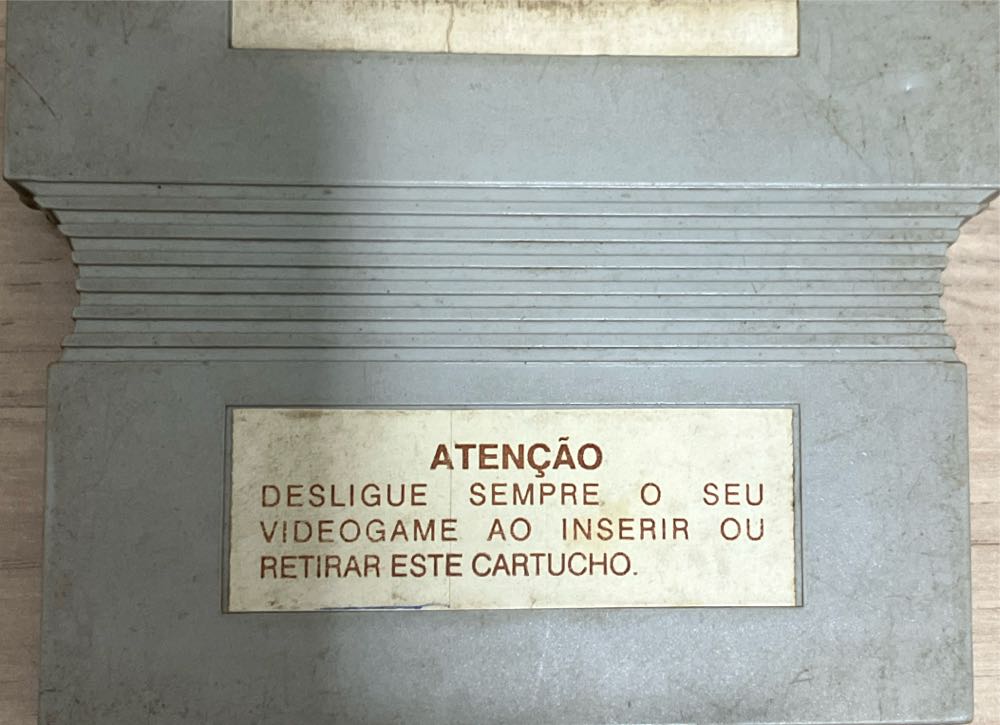 ATENÇÃO
DESLIGUE SEMPRE O SEU
VIDEOGAME AO INSERIR OU
RETIRAR ESTE CARTUCHO.